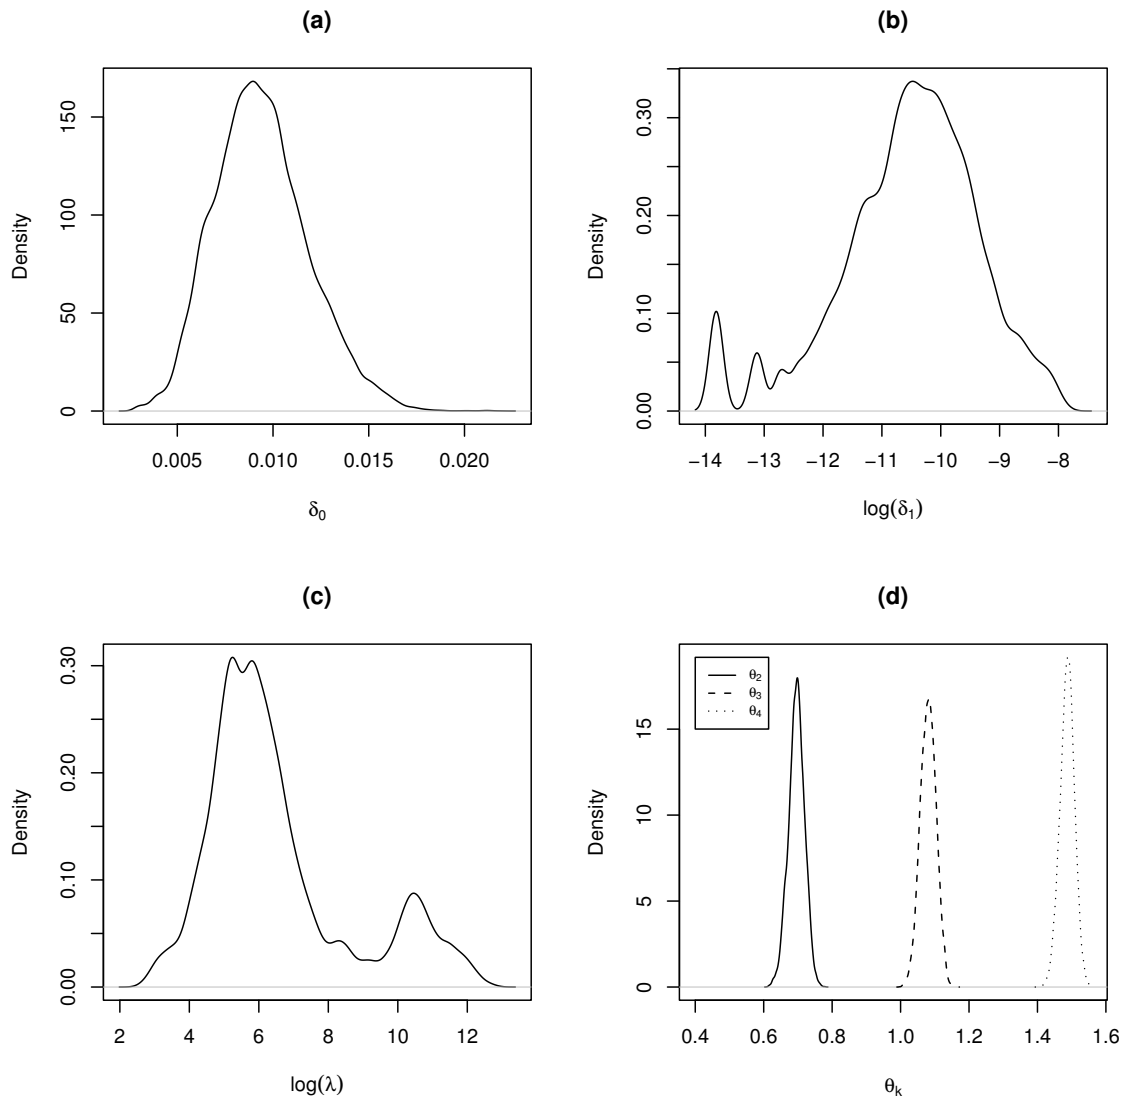 (a)
Density
0
50
100
150
0.005 0.010 0.015 0.020
δ₀
(b)
Density
0.00
0.10
0.20
0.30
−14 −13 −12 −11 −10 −9 −8
log(δ₁)
(c)
Density
0.00
0.10
0.20
0.30
2 4 6 8 10 12
log(λ)
(d)
θ₂
θ₃
θ₄
Density
0
5
10
15
0.4 0.6 0.8 1.0 1.2 1.4 1.6
θₖ